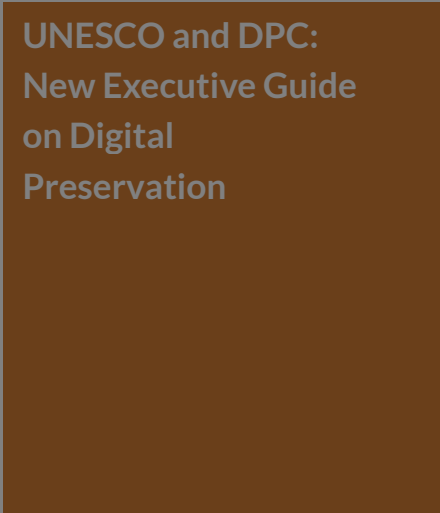 UNESCO and DPC:
New Executive Guide
on Digital
Preservation